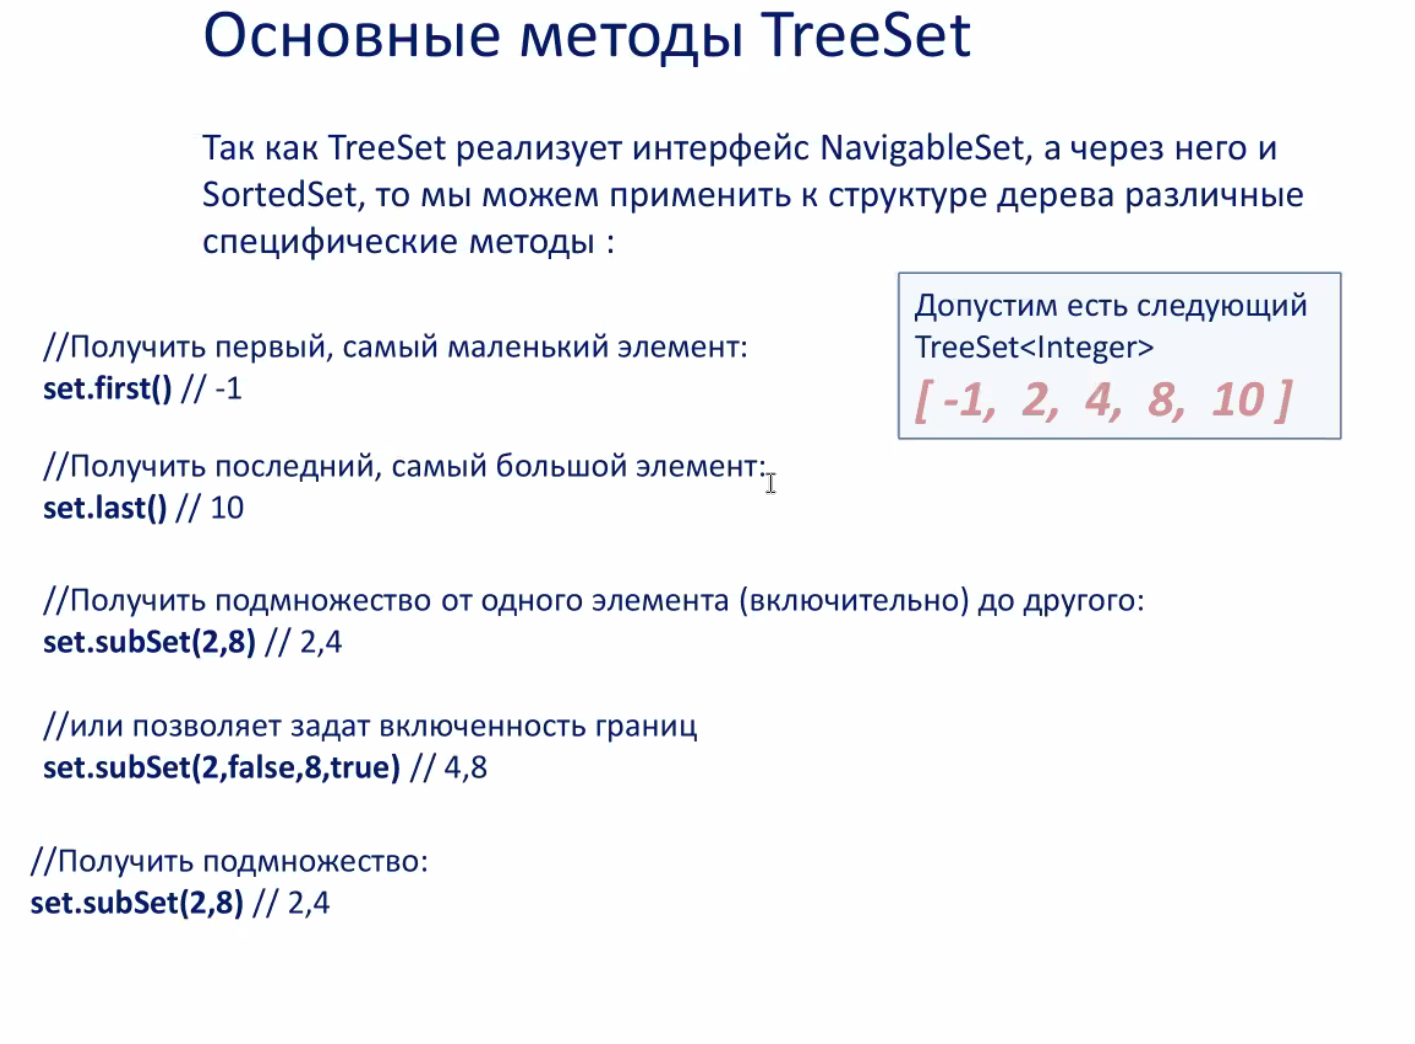 Основные методы TreeSet
Так как TreeSet реализует интерфейс NavigableSet, а через него и
SortedSet, то мы можем применить к структуре дерева различные
специфические методы :
Допустим есть следующий
TreeSet<Integer>
[ -1, 2, 4, 8, 10 ]
//Получить первый, самый маленький элемент:
set.first() // -1
//Получить последний, самый большой элемент:
set.last() // 10
//Получить подмножество от одного элемента (включительно) до другого:
set.subSet(2,8) // 2,4
//или позволяет задат включенность границ
set.subSet(2,false,8,true) // 4,8
//Получить подмножество:
set.subSet(2,8) // 2,4